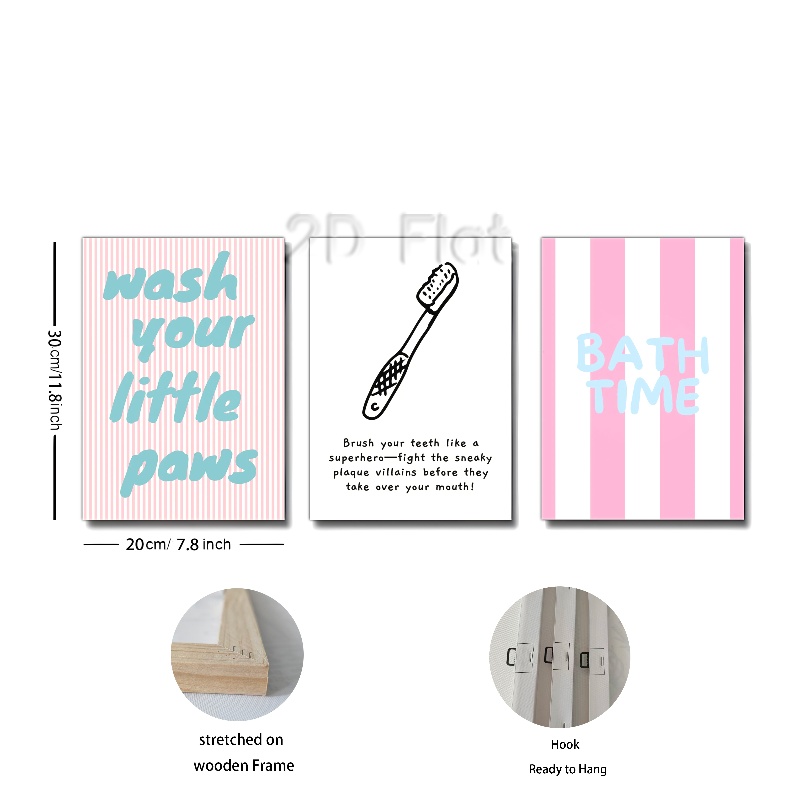 2D Flat
wash
your
little
paws
Brush your teeth like a
superhero—fight the sneaky
plaque villains before they
take over your mouth!
BATH
TIME
30cm/11.8inch
20cm/ 7.8 inch
stretched on
wooden Frame
Hook
Ready to Hang